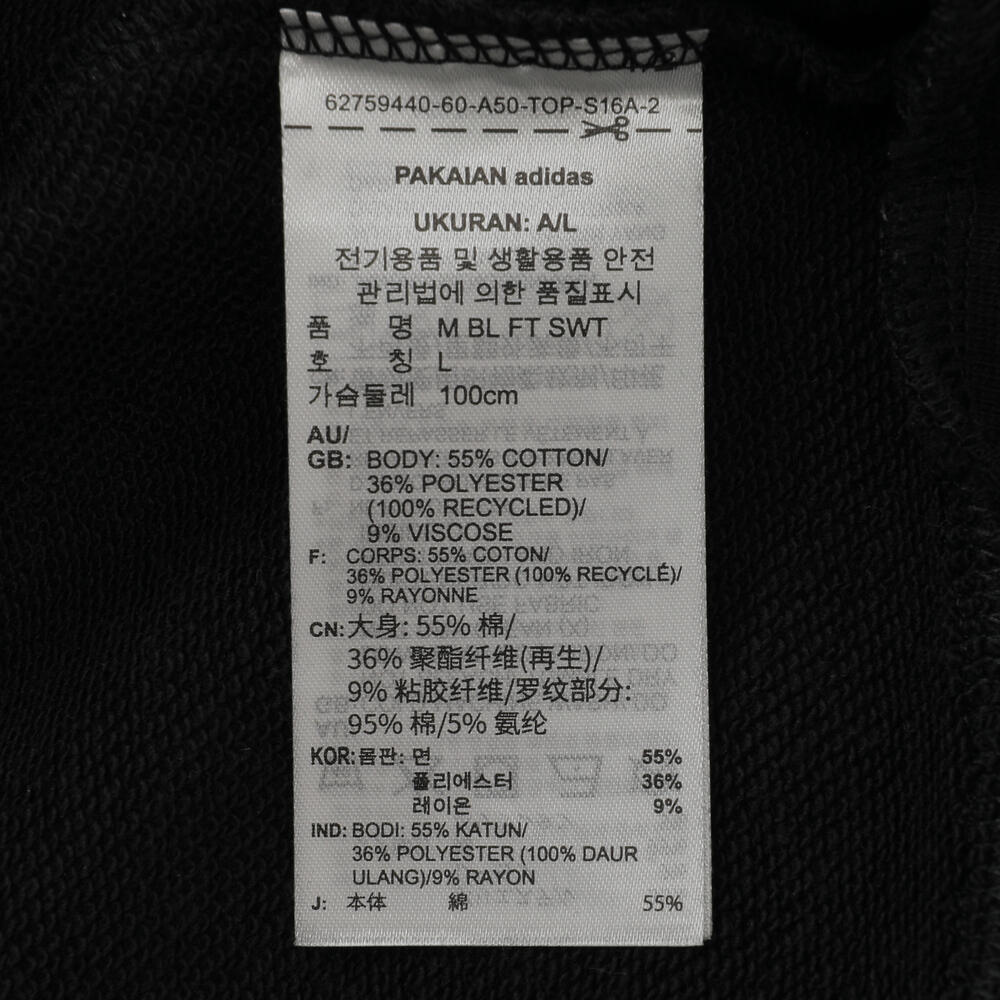 62759440-60-A50-TOP-S16A-2
PAKAIAN adidas
UKURAN: A/L
전기용품 및 생활용품 안전
관리법에 의한 품질표시
품 명 M BL FT SWT
호 칭 L
가슴둘레 100cm
AU/
GB: BODY: 55% COTTON/
36% POLYESTER
(100% RECYCLED)/
9% VISCOSE
F: CORPS: 55% COTON/
36% POLYESTER (100% RECYCLÉ)/
9% RAYONNE
CN: 大身: 55% 棉/
36% 聚酯纤维(再生)/
9% 粘胶纤维/罗纹部分:
95% 棉/5% 氨纶
KOR: 몸판: 면 55%
폴리에스터 36%
레이온 9%
IND: BODI: 55% KATUN/
36% POLYESTER (100% DAUR
ULANG)/9% RAYON
J: 本体 綿 55%